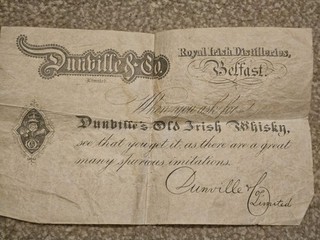 Dunville & Co.
Limited
Royal Irish Distilleries,
Belfast.
When you ask for
Dunville's Old Irish Whisky,
see that you get it as there are a great
many spurious imitations.
Dunville & Co
Limited